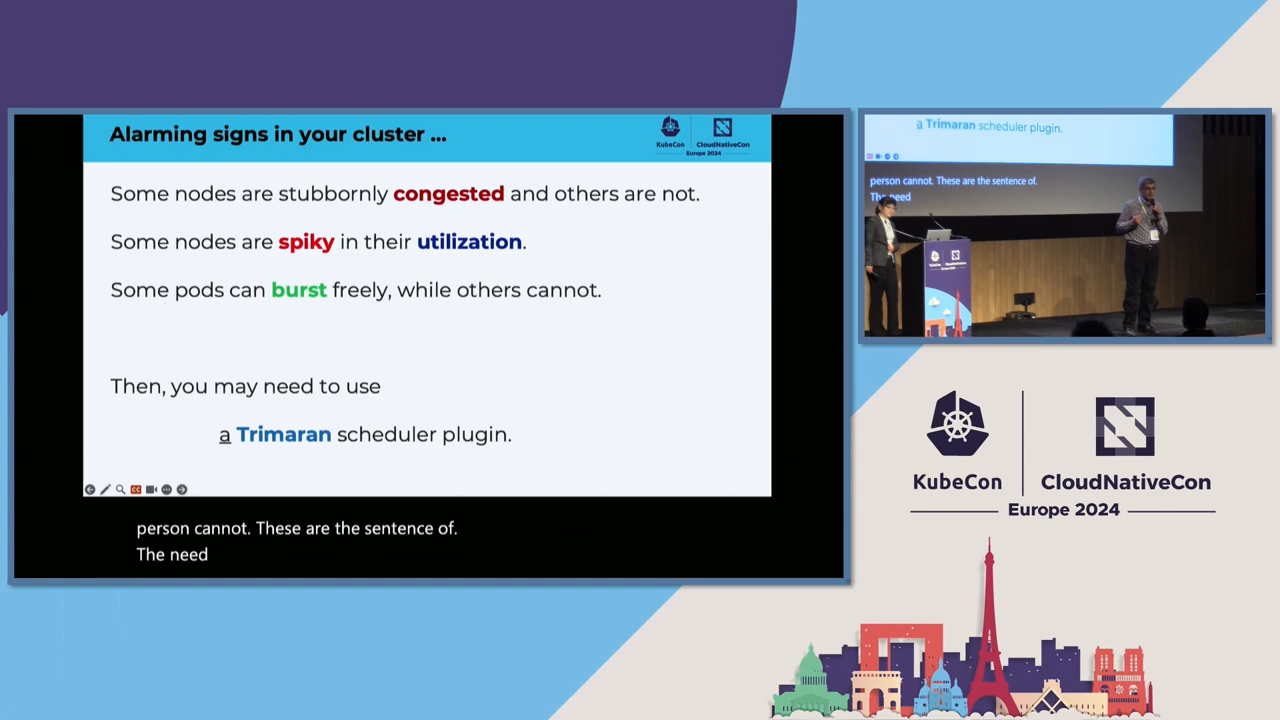 Alarming signs in your cluster ...
KubeCon
CloudNativeCon
Europe 2024
Some nodes are stubbornly congested and others are not.
Some nodes are spiky in their utilization.
Some pods can burst freely, while others cannot.
Then, you may need to use
a Trimaran scheduler plugin.
CC
person cannot. These are the sentence of.
The need
a Trimaran scheduler plugin.
person cannot. These are the sentence of.
The need
KubeCon
CloudNativeCon
Europe 2024